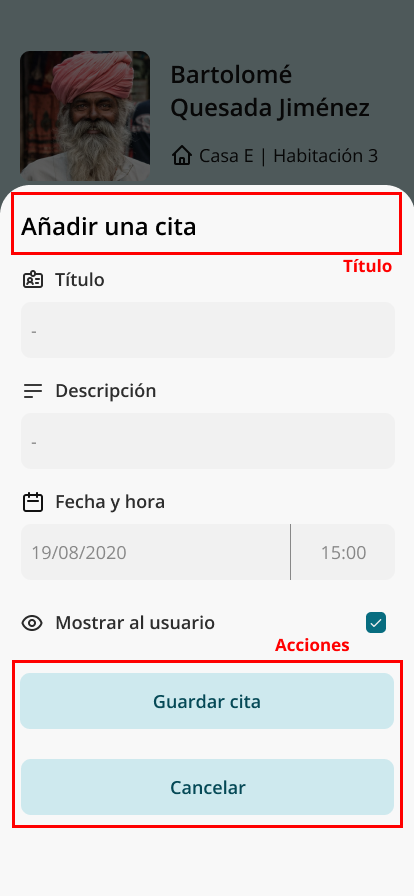 Bartolomé
Quesada Jiménez
Casa E | Habitación 3
Añadir una cita
Título
Título
-
Descripción
-
Fecha y hora
19/08/2020 15:00
Mostrar al usuario
Acciones
Guardar cita
Cancelar